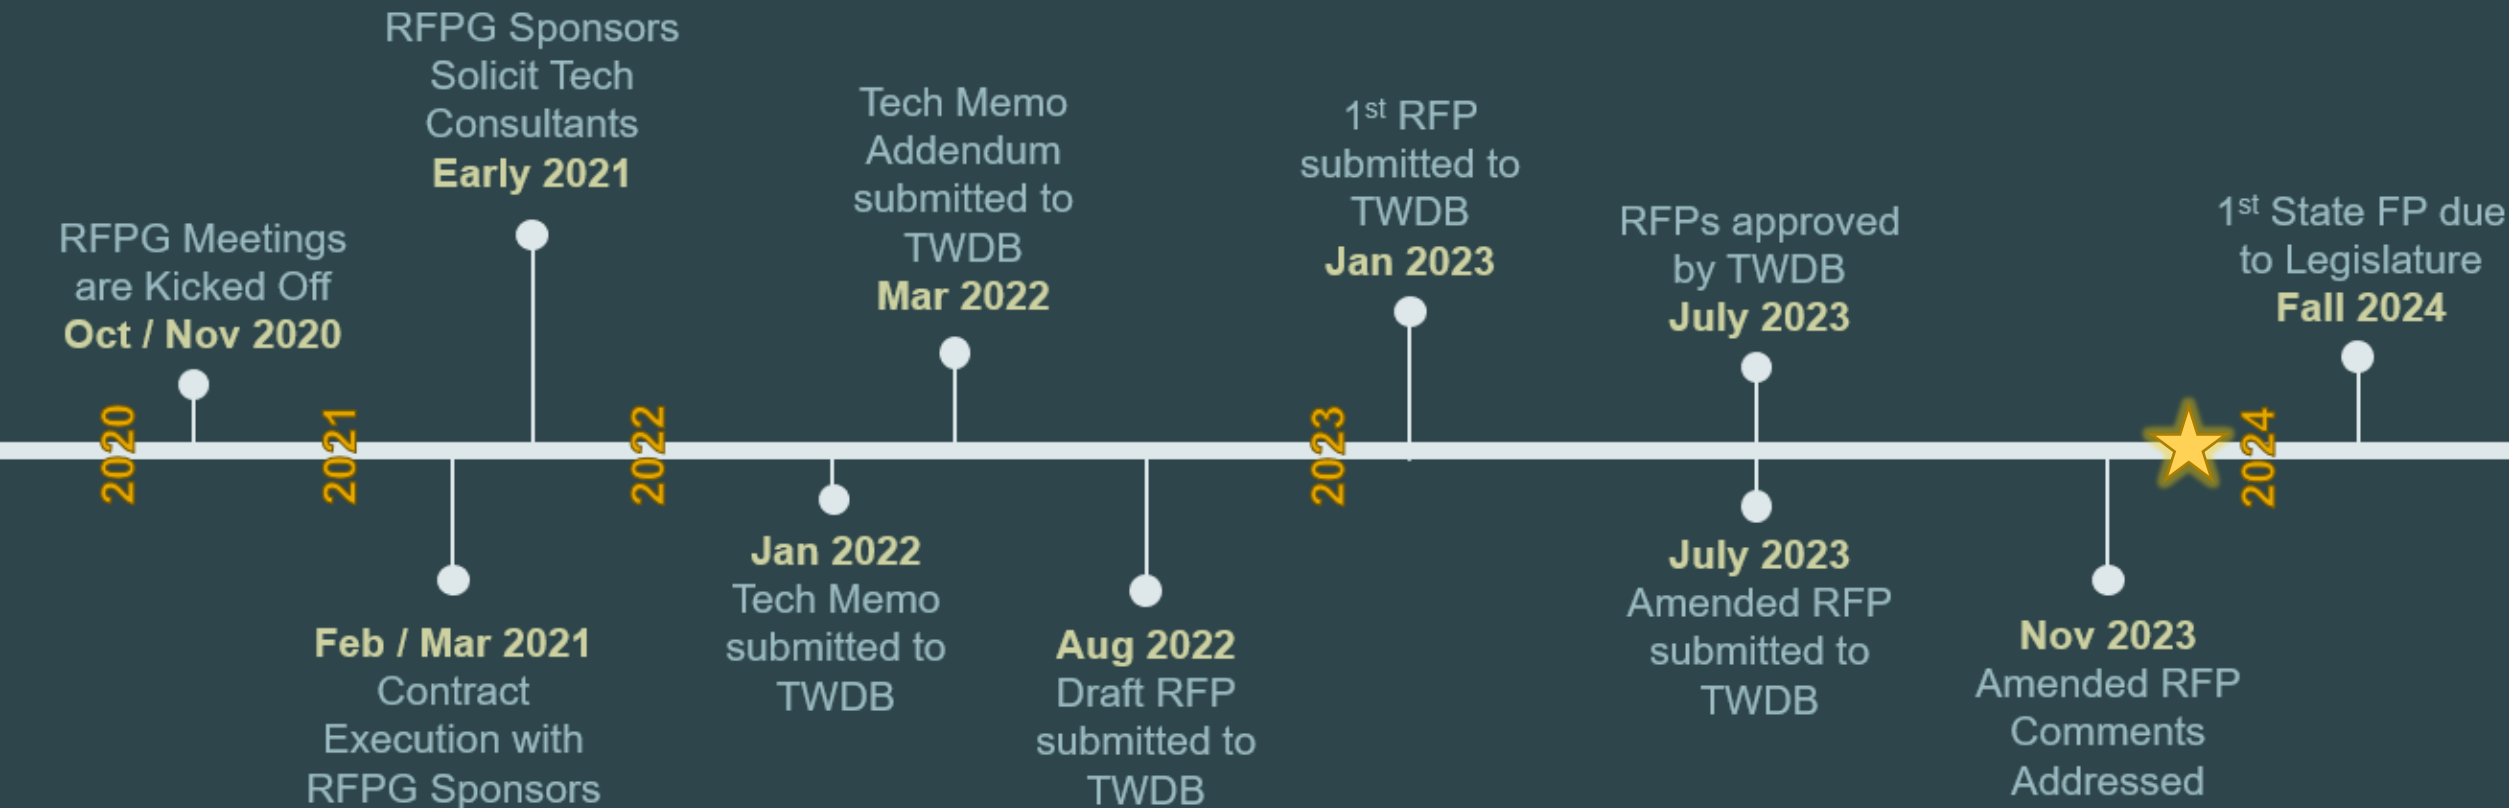 RFPG Meetings
are Kicked Off
Oct / Nov 2020
RFPG Sponsors
Solicit Tech
Consultants
Early 2021
Tech Memo
Addendum
submitted to
TWDB
Mar 2022
1st RFP
submitted to
TWDB
Jan 2023
RFPs approved
by TWDB
July 2023
1st State FP due
to Legislature
Fall 2024
2020
2021
2022
2023
2024
Feb / Mar 2021
Contract
Execution with
RFPG Sponsors
Jan 2022
Tech Memo
submitted to
TWDB
Aug 2022
Draft RFP
submitted to
TWDB
July 2023
Amended RFP
submitted to
TWDB
Nov 2023
Amended RFP
Comments
Addressed